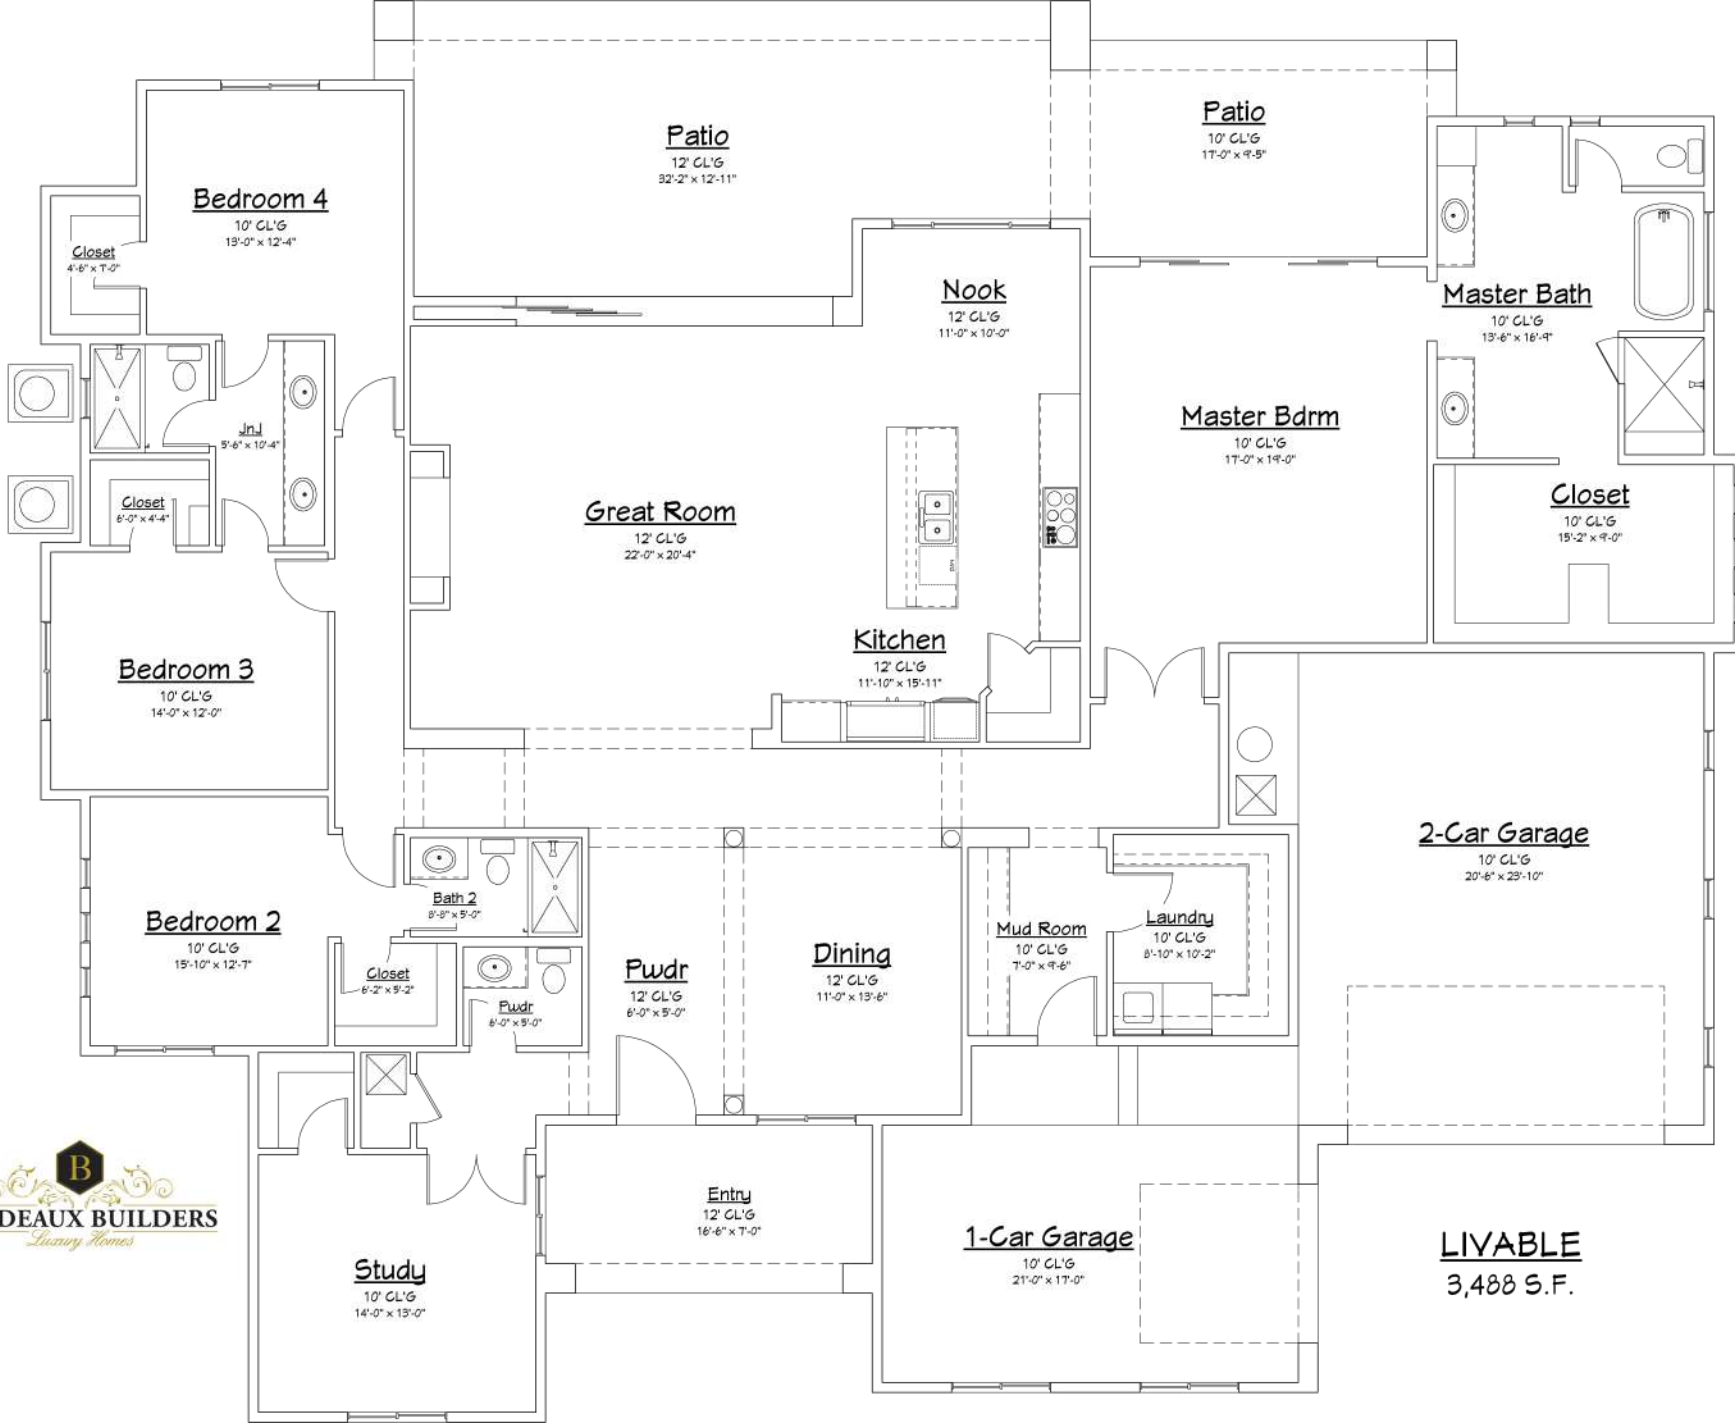 Patio
12' CL'G
32'-2" x 12'-11"
Patio
10' CL'G
17'-0" x 9'-5"
Bedroom 4
10' CL'G
13'-0" x 12'-4"
Closet
4'-6" x 7'-0"
Nook
12' CL'G
11'-0" x 10'-0"
Master Bath
10' CL'G
13'-6" x 16'-9"
JnJ
5'-6" x 10'-4"
Master Bdrm
10' CL'G
17'-0" x 19'-0"
Closet
6'-0" x 4'-4"
Great Room
12' CL'G
22'-0" x 20'-4"
Closet
10' CL'G
15'-2" x 9'-0"
Kitchen
12' CL'G
11'-10" x 15'-11"
Bedroom 3
10' CL'G
14'-0" x 12'-0"
2-Car Garage
10' CL'G
20'-6" x 23'-10"
Bath 2
8'-8" x 5'-0"
Bedroom 2
10' CL'G
15'-10" x 12'-7"
Closet
6'-2" x 5'-2"
Pwdr
6'-0" x 5'-0"
Pwdr
12' CL'G
6'-0" x 5'-0"
Dining
12' CL'G
11'-0" x 13'-6"
Mud Room
10' CL'G
7'-0" x 9'-6"
Laundry
10' CL'G
8'-10" x 10'-2"
B
DEAUX BUILDERS
Luxury Homes
Entry
12' CL'G
16'-6" x 7'-0"
Study
10' CL'G
14'-0" x 13'-0"
1-Car Garage
10' CL'G
21'-0" x 17'-0"
LIVABLE
3,488 S.F.